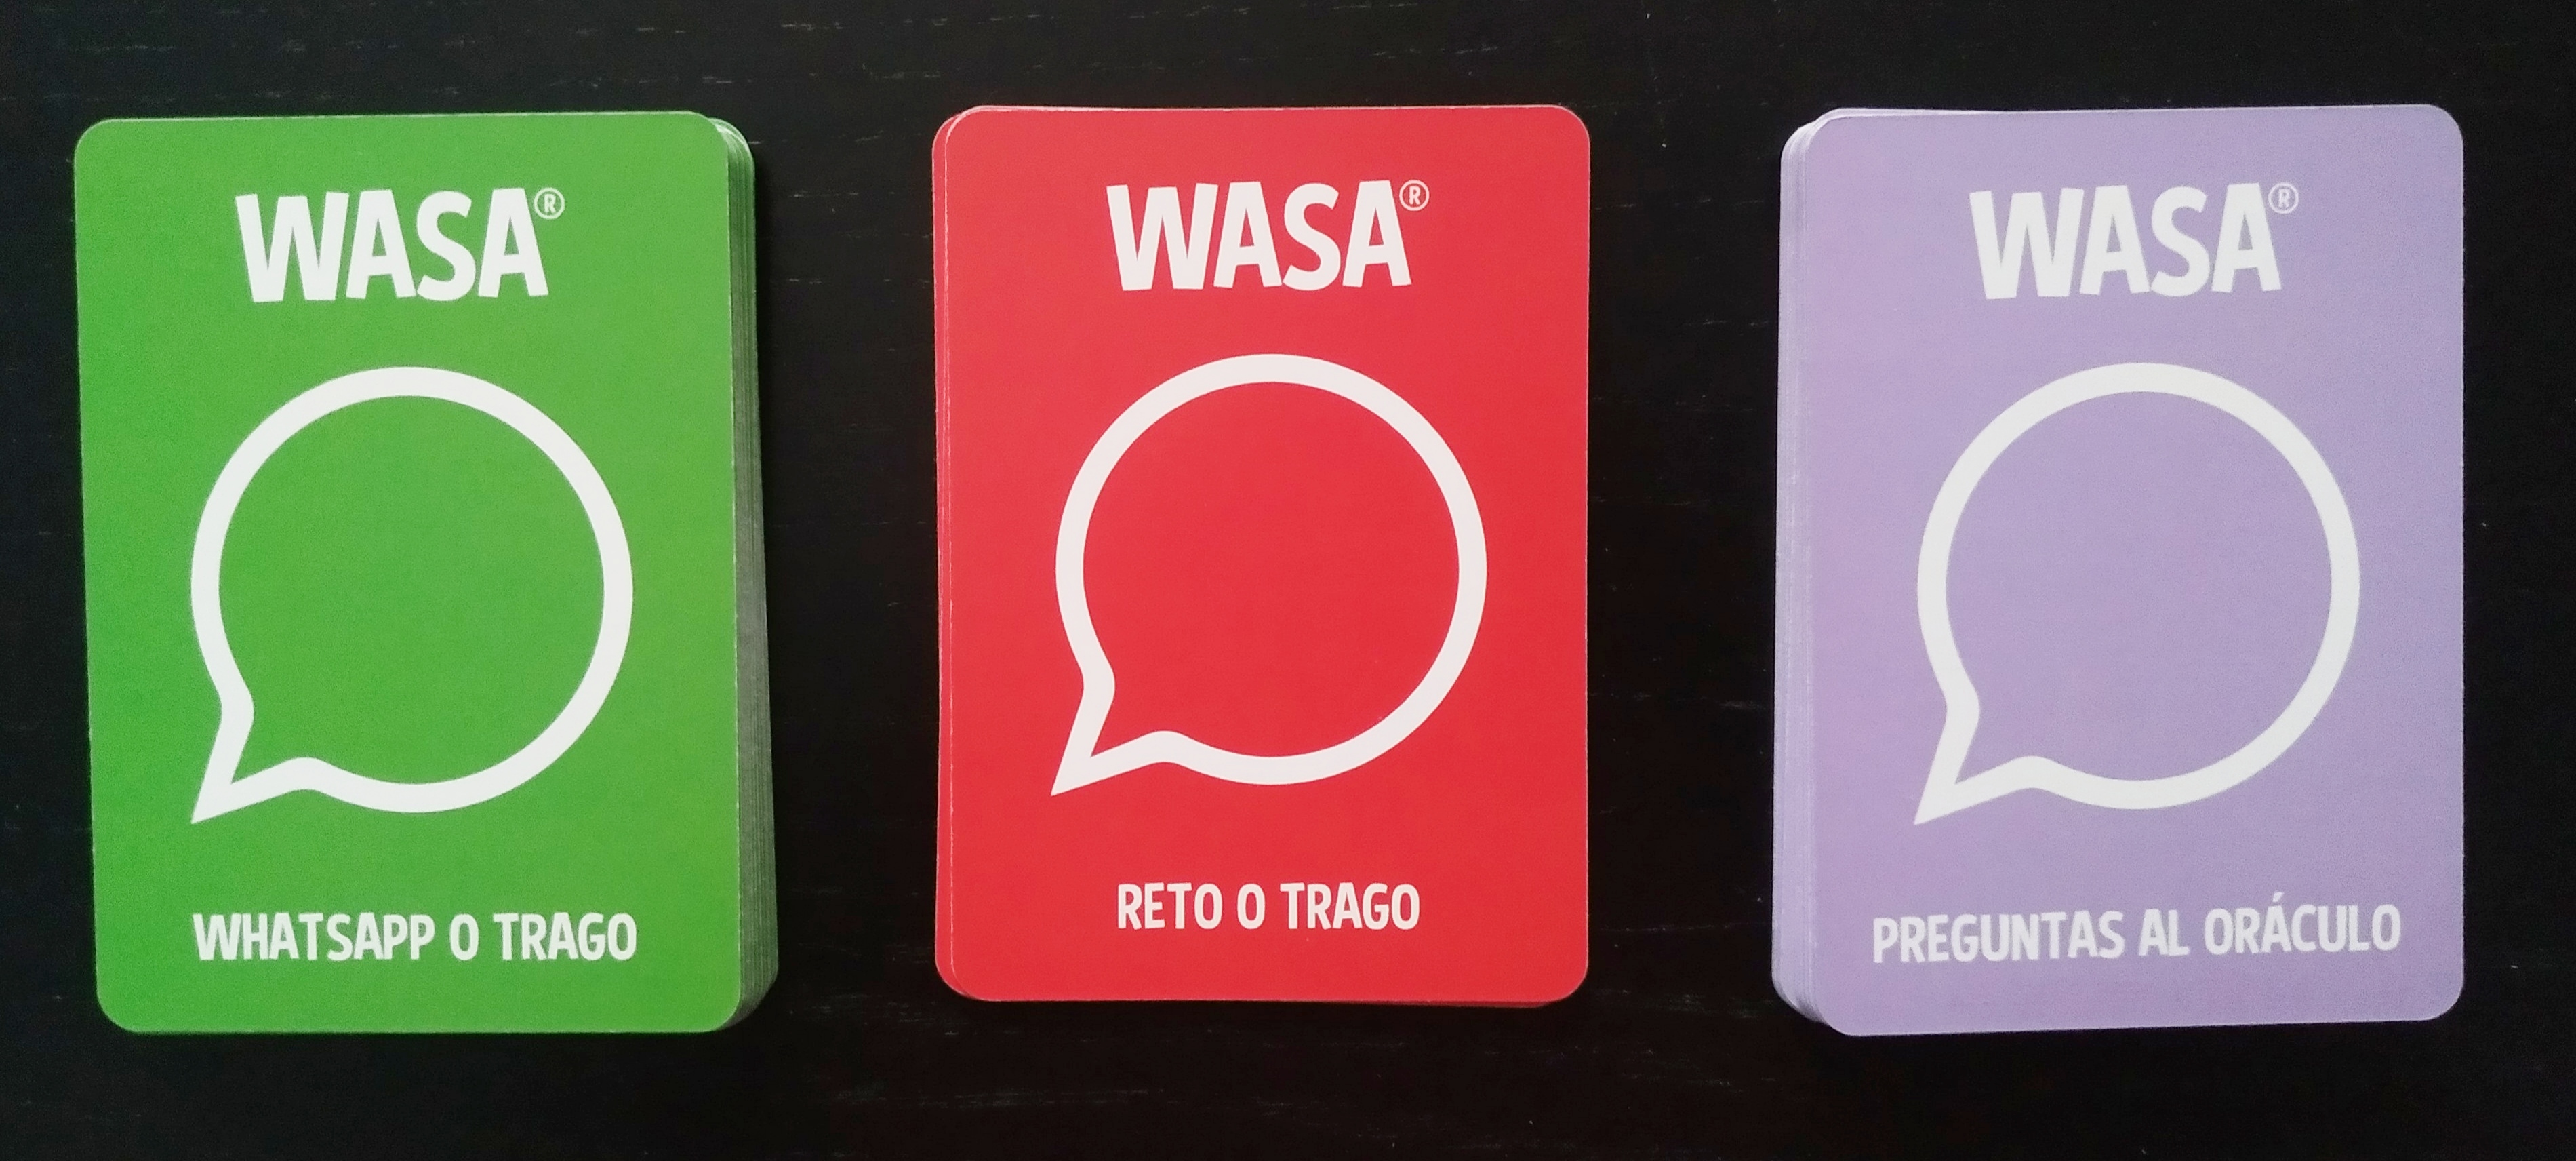 WASA®
WHATSAPP O TRAGO
WASA®
RETO O TRAGO
WASA®
PREGUNTAS AL ORÁCULO